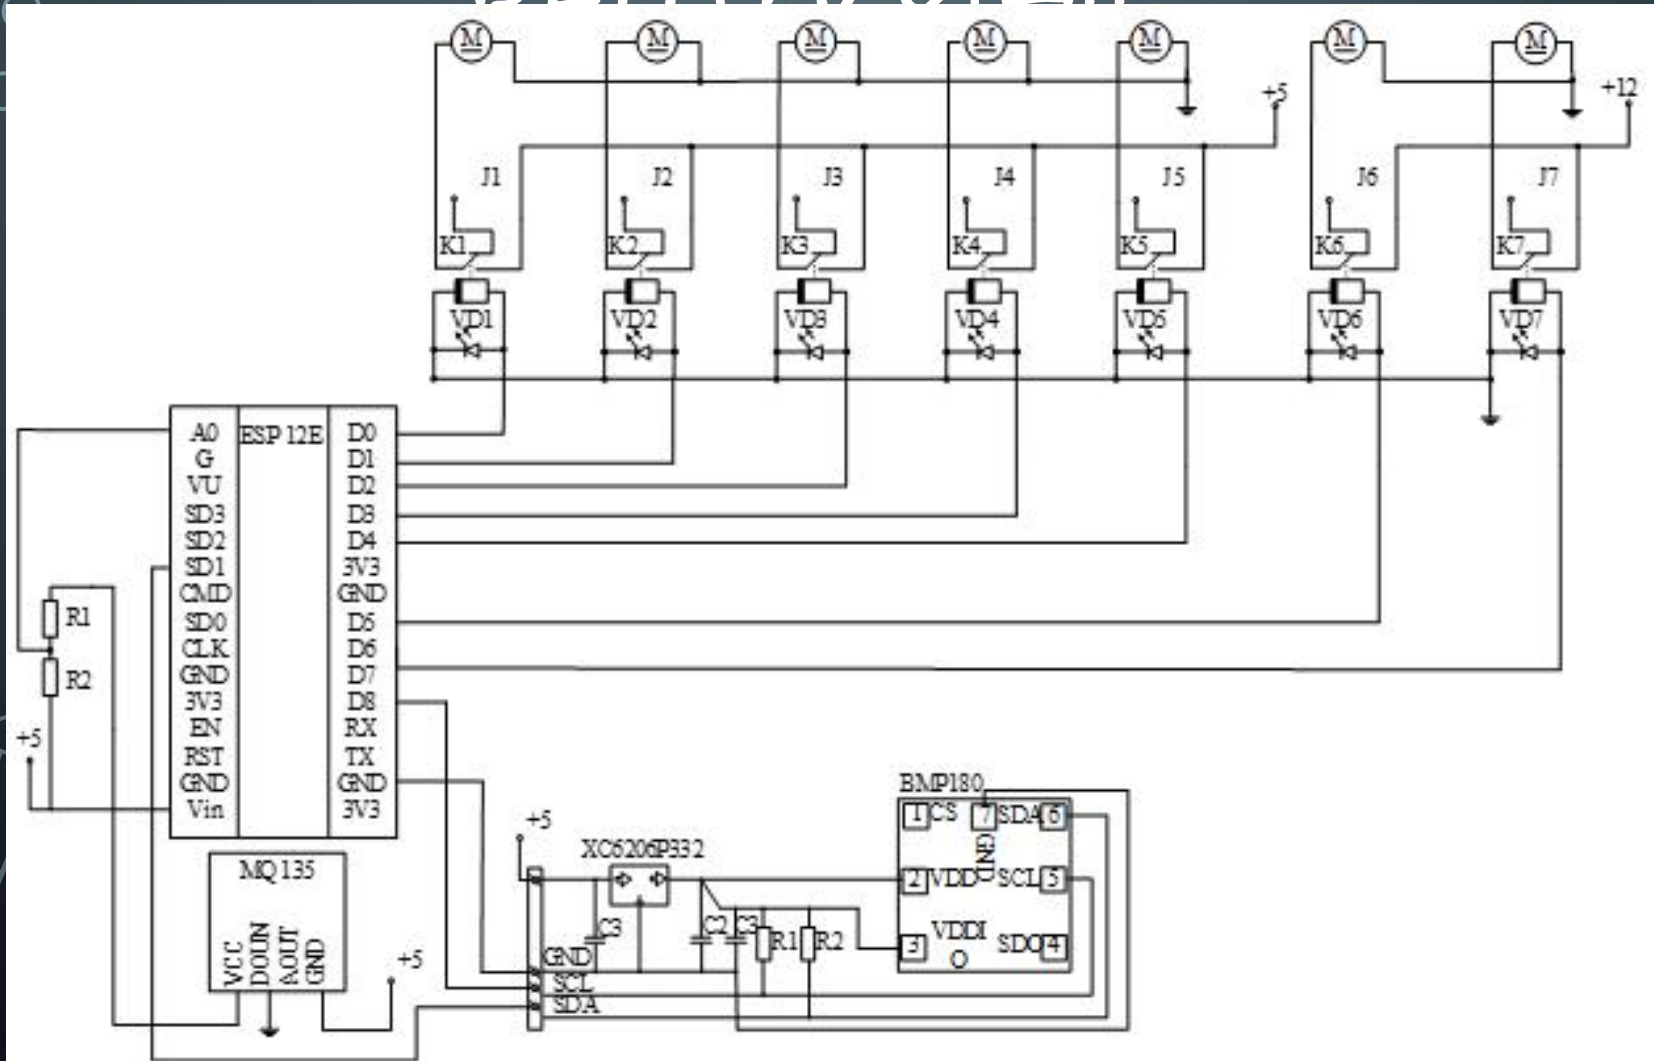 M M M M M M M
+5 +12
J1 J2 J3 J4 J5 J6 J7
K1 K2 K3 K4 K5 K6 K7
VD1 VD2 VD3 VD4 VD5 VD6 VD7
A0 ESP 12E D0
G D1
VU D2
SD3 D3
SD2 D4
SD1 3V3
CMD GND
SD0 D5
CLK D6
GND D7
3V3 D8
EN RX
RST TX
GND GND
Vin 3V3
R1
R2
+5
MQ135
VCC
DOUN
AOUT
GND
+5
+5
XC6206P332
C3 C2 C3 R1 R2
GND
SCL
SDA
BMP180
1 CS 7 SDA 6
GND
2 VDD SCL 5
3 VDDI
O
SDO 4